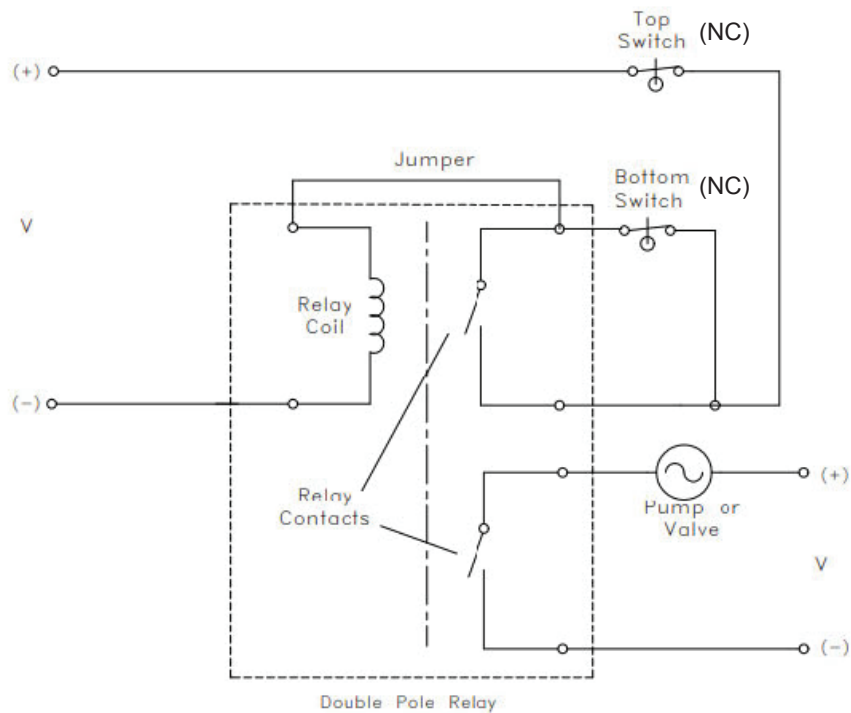 Top
Switch (NC)
(+)
Jumper
Bottom (NC)
Switch
V
Relay
Coil
(-)
Relay
Contacts
(+)
Pump or
Valve
V
(-)
Double Pole Relay